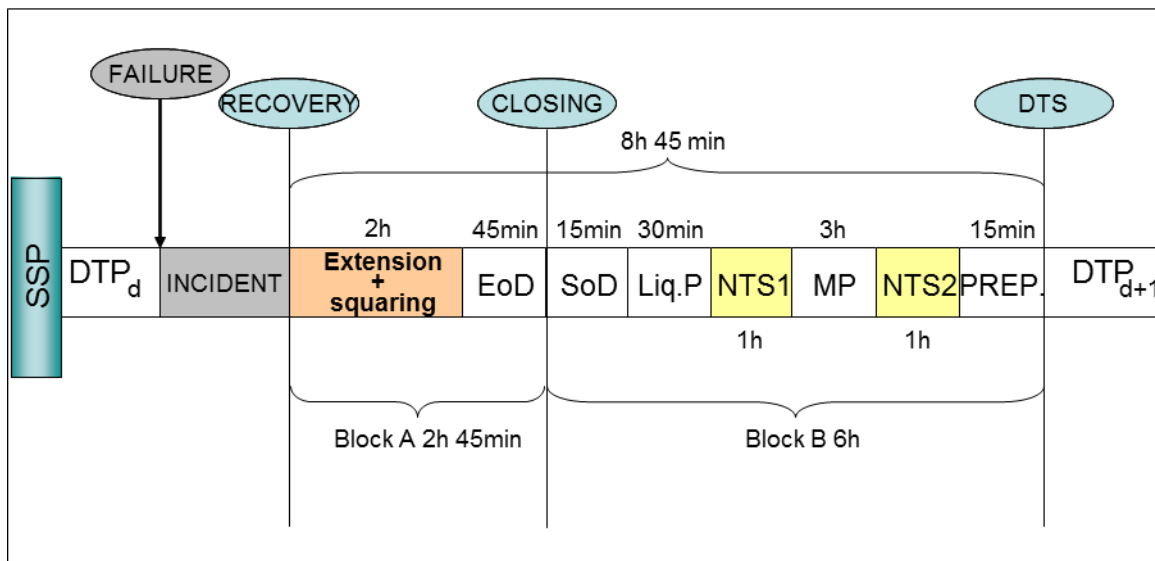 FAILURE
RECOVERY
CLOSING
DTS
8h 45 min
2h
45min
15min
30min
3h
15min
SSP
DTPd
INCIDENT
Extension
+
squaring
EoD
SoD
Liq.P
NTS1
MP
NTS2
PREP.
DTPd+1
1h
1h
Block A 2h 45min
Block B 6h